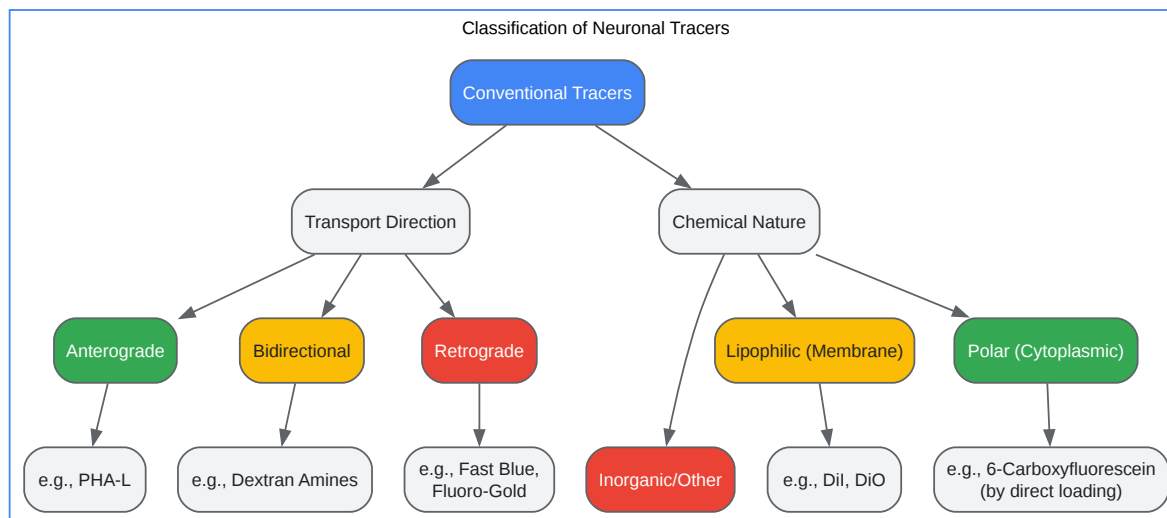 Classification of Neuronal Tracers
Conventional Tracers
Transport Direction
Chemical Nature
Anterograde
Bidirectional
Retrograde
Lipophilic (Membrane)
Polar (Cytoplasmic)
e.g., PHA-L
e.g., Dextran Amines
e.g., Fast Blue,
Fluoro-Gold
Inorganic/Other
e.g., DiI, DiO
e.g., 6-Carboxyfluorescein
(by direct loading)